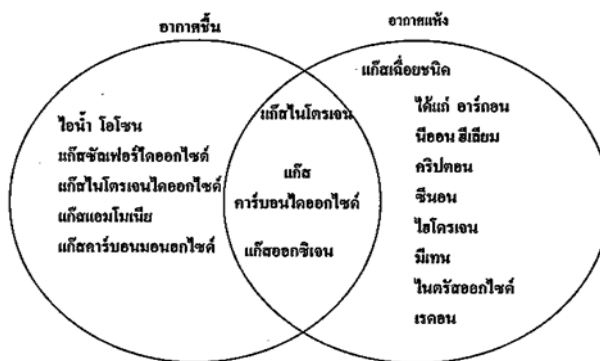 อากาศชื้น
อากาศแห้ง
ไอน้ำ โอโซน
แก๊สซัลเฟอร์ไดออกไซด์
แก๊สไนโตรเจนไดออกไซด์
แก๊สแอมโมเนีย
แก๊สคาร์บอนมอนอกไซด์
แก๊สไนโตรเจน
แก๊ส
คาร์บอนไดออกไซด์
แก๊สออกซิเจน
แก๊สเฉื่อยชนิด
ได้แก่ อาร์กอน
นีออน ฮีเลียม
คริปตอน
ซีนอน
ไฮโดรเจน
มีเทน
ไนตรัสออกไซด์
เรดอน